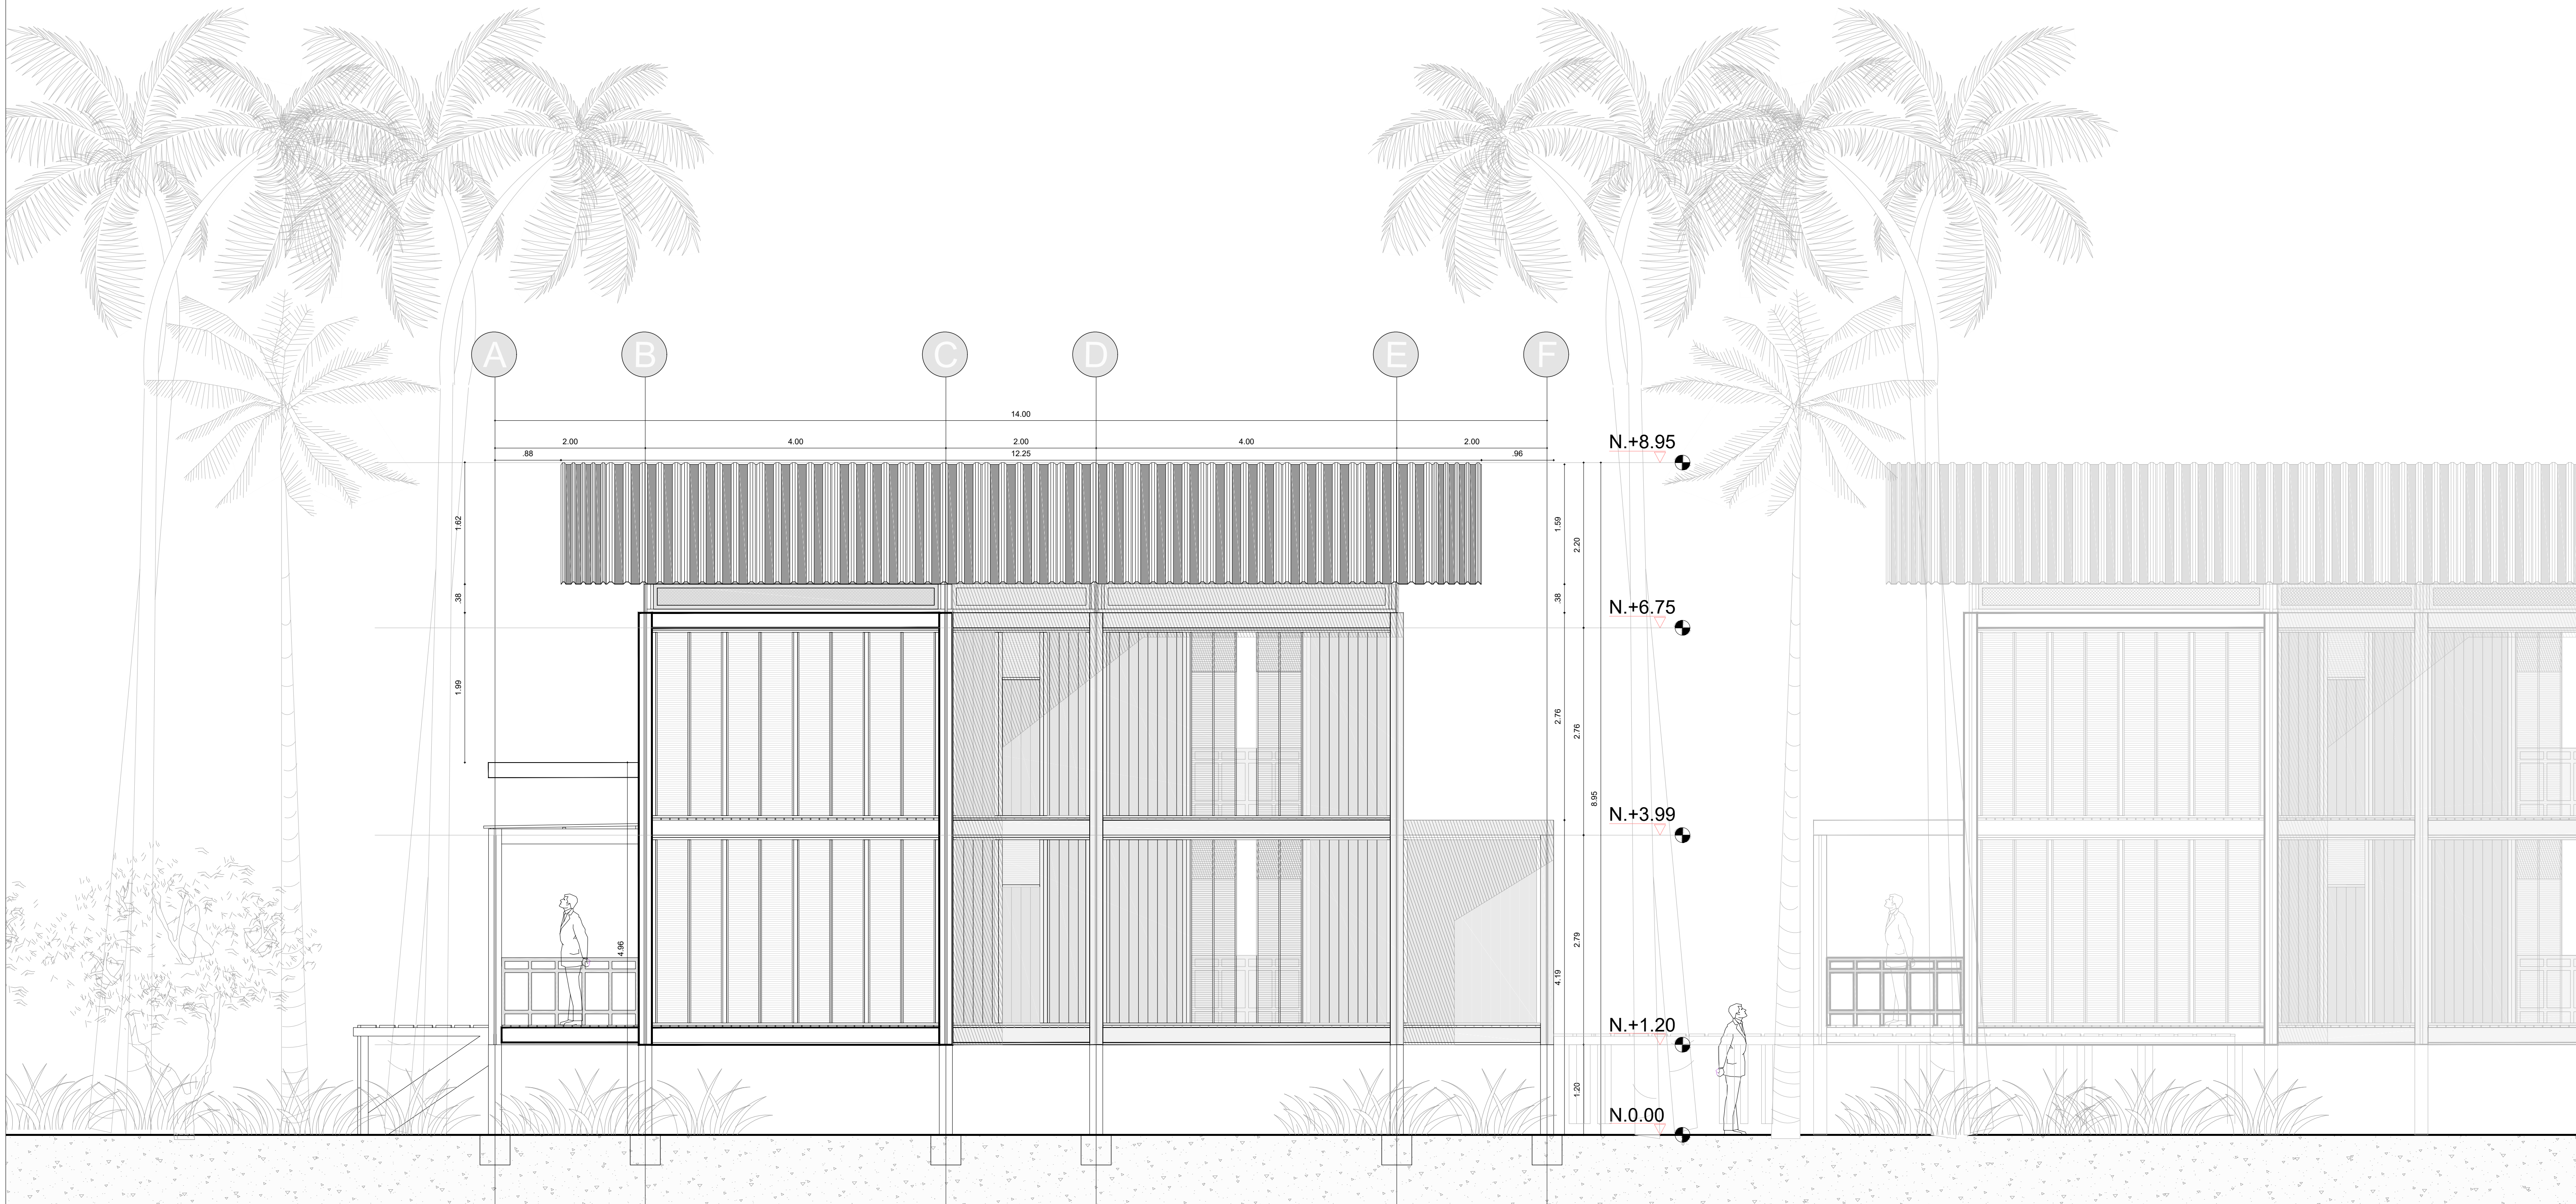 A B C D E F
14.00
2.00 4.00 2.00 4.00 2.00
.88 12.25 .96
N.+8.95
1.62 1.59 2.20
.38 .38
N.+6.75
1.99 2.76 2.76
8.95
N.+3.99
4.96 2.79
4.19
N.+1.20
1.20
N.0.00